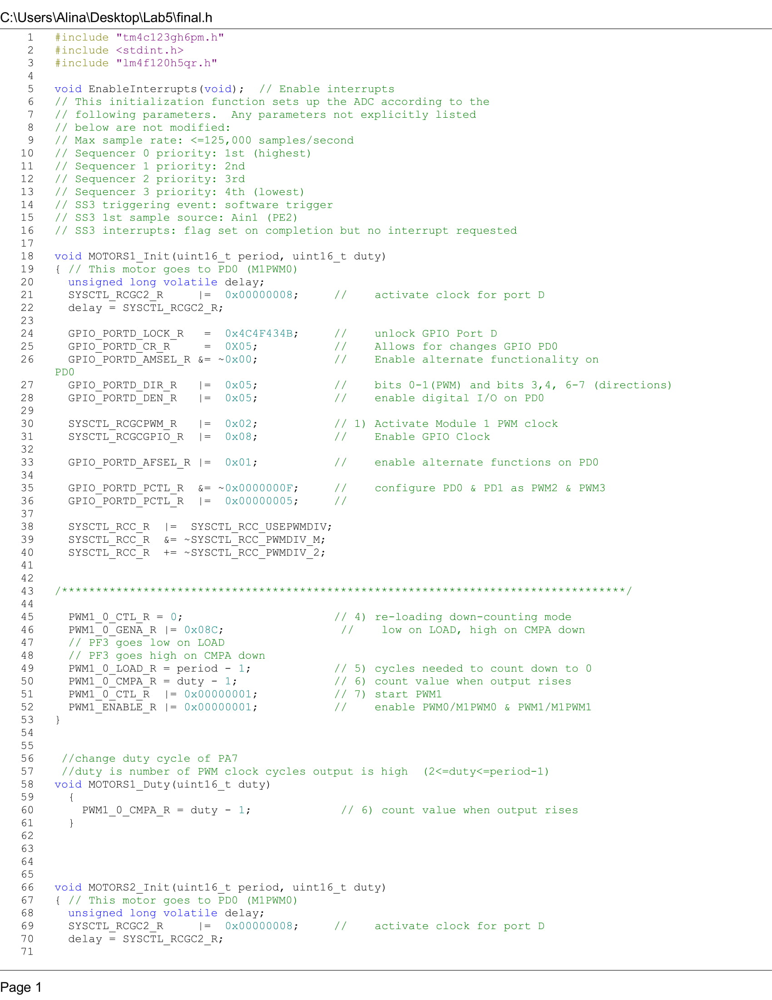 C:\Users\Alina\Desktop\Lab5\final.h
1 #include "tm4c123gh6pm.h"
2 #include <stdint.h>
3 #include "lm4f120h5qr.h"
4
5 void EnableInterrupts(void);  // Enable interrupts
6 // This initialization function sets up the ADC according to the
7 // following parameters.  Any parameters not explicitly listed
8 // below are not modified:
9 // Max sample rate: <=125,000 samples/second
10 // Sequencer 0 priority: 1st (highest)
11 // Sequencer 1 priority: 2nd
12 // Sequencer 2 priority: 3rd
13 // Sequencer 3 priority: 4th (lowest)
14 // SS3 triggering event: software trigger
15 // SS3 1st sample source: Ain1 (PE2)
16 // SS3 interrupts: flag set on completion but no interrupt requested
17
18 void MOTORS1_Init(uint16_t period, uint16_t duty)
19 { // This motor goes to PD0 (M1PWM0)
20   unsigned long volatile delay;
21   SYSCTL_RCGC2_R     |=  0x00000008;     //    activate clock for port D
22   delay = SYSCTL_RCGC2_R;
23
24   GPIO_PORTD_LOCK_R   =  0x4C4F434B;     //    unlock GPIO Port D
25   GPIO_PORTD_CR_R     =  0X05;           //    Allows for changes GPIO PD0
26   GPIO_PORTD_AMSEL_R &= ~0x00;           //    Enable alternate functionality on
PD0
27   GPIO_PORTD_DIR_R   |=  0x05;           //    bits 0-1(PWM) and bits 3,4, 6-7 (directions)
28   GPIO_PORTD_DEN_R   |=  0x05;           //    enable digital I/O on PD0
29
30   SYSCTL_RCGCPWM_R   |=  0x02;           // 1) Activate Module 1 PWM clock
31   SYSCTL_RCGCGPIO_R  |=  0x08;           //    Enable GPIO Clock
32
33   GPIO_PORTD_AFSEL_R |=  0x01;           //    enable alternate functions on PD0
34
35   GPIO_PORTD_PCTL_R  &= ~0x0000000F;     //    configure PD0 & PD1 as PWM2 & PWM3
36   GPIO_PORTD_PCTL_R  |=  0x00000005;     //
37
38   SYSCTL_RCC_R  |=  SYSCTL_RCC_USEPWMDIV;
39   SYSCTL_RCC_R  &= ~SYSCTL_RCC_PWMDIV_M;
40   SYSCTL_RCC_R  += ~SYSCTL_RCC_PWMDIV_2;
41
42
43 /***********************************************************************************/
44
45   PWM1_0_CTL_R = 0;                      // 4) re-loading down-counting mode
46   PWM1_0_GENA_R |= 0x08C;                 //    low on LOAD, high on CMPA down
47   // PF3 goes low on LOAD
48   // PF3 goes high on CMPA down
49   PWM1_0_LOAD_R = period - 1;            // 5) cycles needed to count down to 0
50   PWM1_0_CMPA_R = duty - 1;              // 6) count value when output rises
51   PWM1_0_CTL_R  |= 0x00000001;           // 7) start PWM1
52   PWM1_ENABLE_R |= 0x00000001;           //    enable PWM0/M1PWM0 & PWM1/M1PWM1
53 }
54
55
56  //change duty cycle of PA7
57  //duty is number of PWM clock cycles output is high  (2<=duty<=period-1)
58 void MOTORS1_Duty(uint16_t duty)
59   {
60     PWM1_0_CMPA_R = duty - 1;             // 6) count value when output rises
61   }
62
63
64
65
66 void MOTORS2_Init(uint16_t period, uint16_t duty)
67 { // This motor goes to PD0 (M1PWM0)
68   unsigned long volatile delay;
69   SYSCTL_RCGC2_R     |=  0x00000008;     //    activate clock for port D
70   delay = SYSCTL_RCGC2_R;
71
Page 1